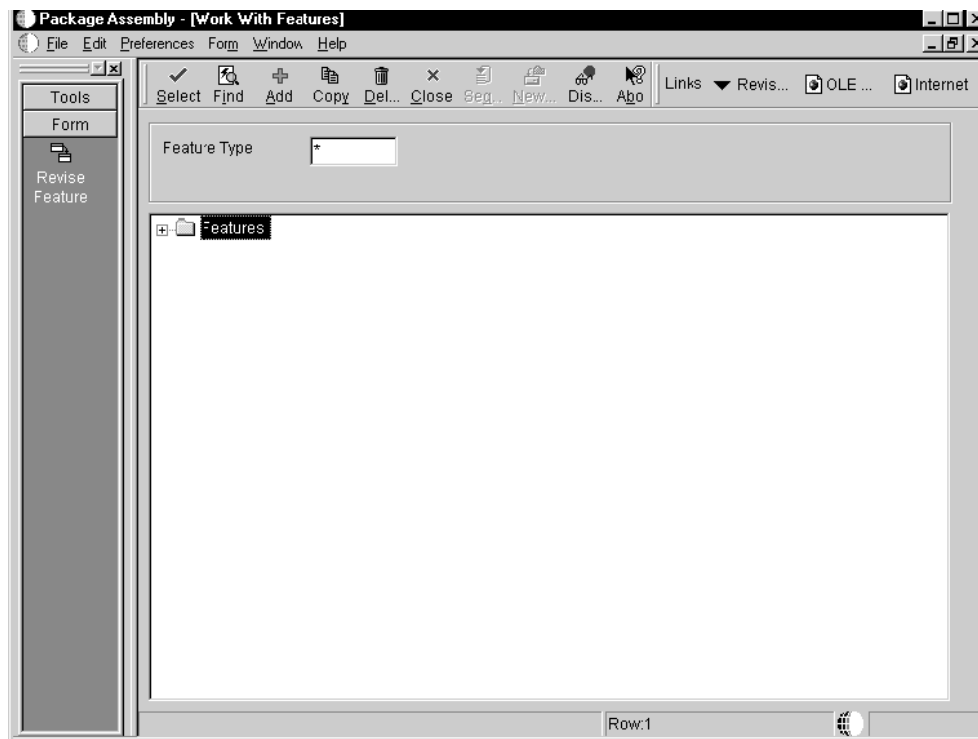 Package Assembly - [Work With Features]
File Edit Preferences Form Window Help
Tools
Form
Revise
Feature
Select Find Add Copy Del... Close Seq... New... Dis... Abo
Links Revis... OLE ... Internet
Feature Type *
Features
Row:1